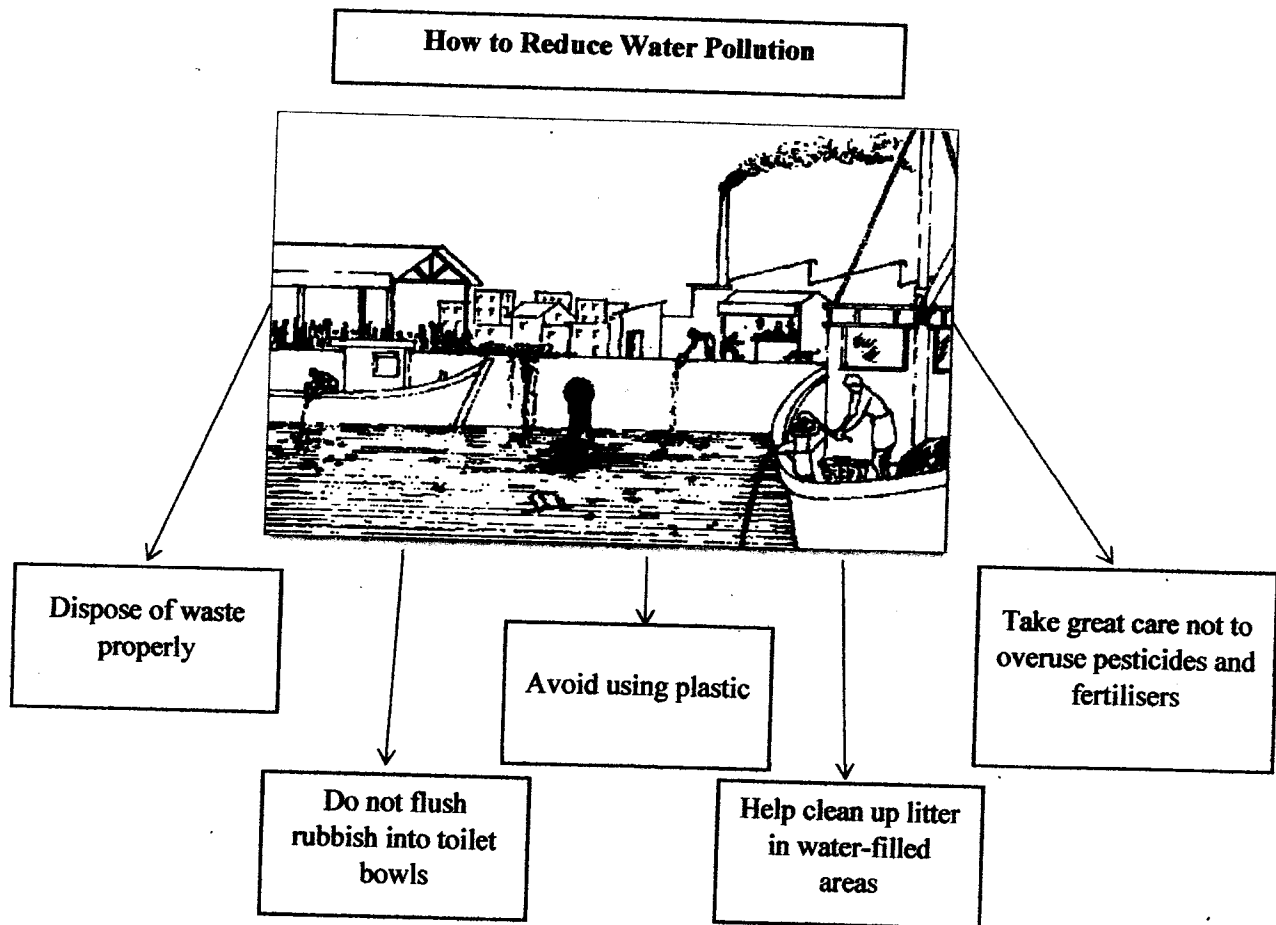 How to Reduce Water Pollution
Dispose of waste
properly
Do not flush
rubbish into toilet
bowls
Avoid using plastic
Help clean up litter
in water-filled
areas
Take great care not to
overuse pesticides and
fertilisers